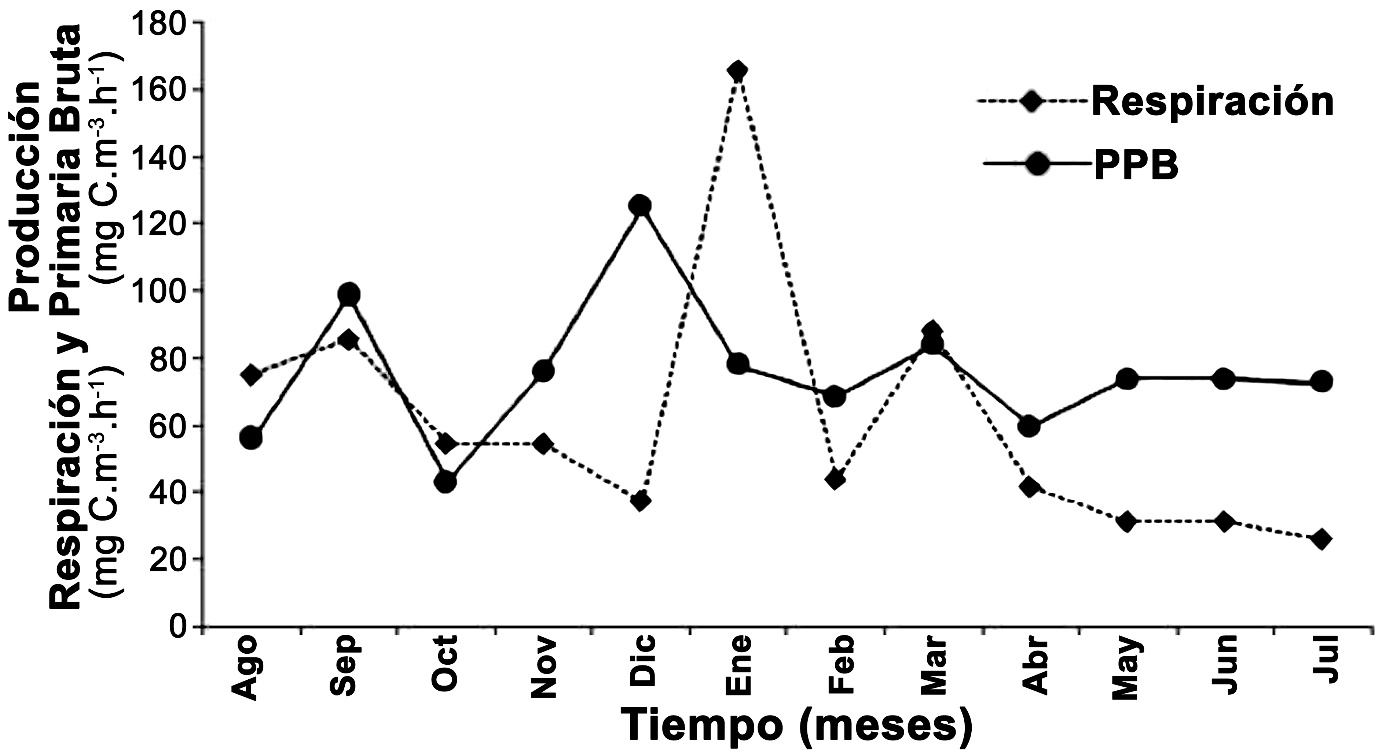 Producción
Respiración y Primaria Bruta
(mg C.m-3.h-1) (mg C.m-3.h-1)
180
160
140
120
100
80
60
40
20
0
Respiración
PPB
Ago Sep Oct Nov Dic Ene Feb Mar Abr May Jun Jul
Tiempo (meses)